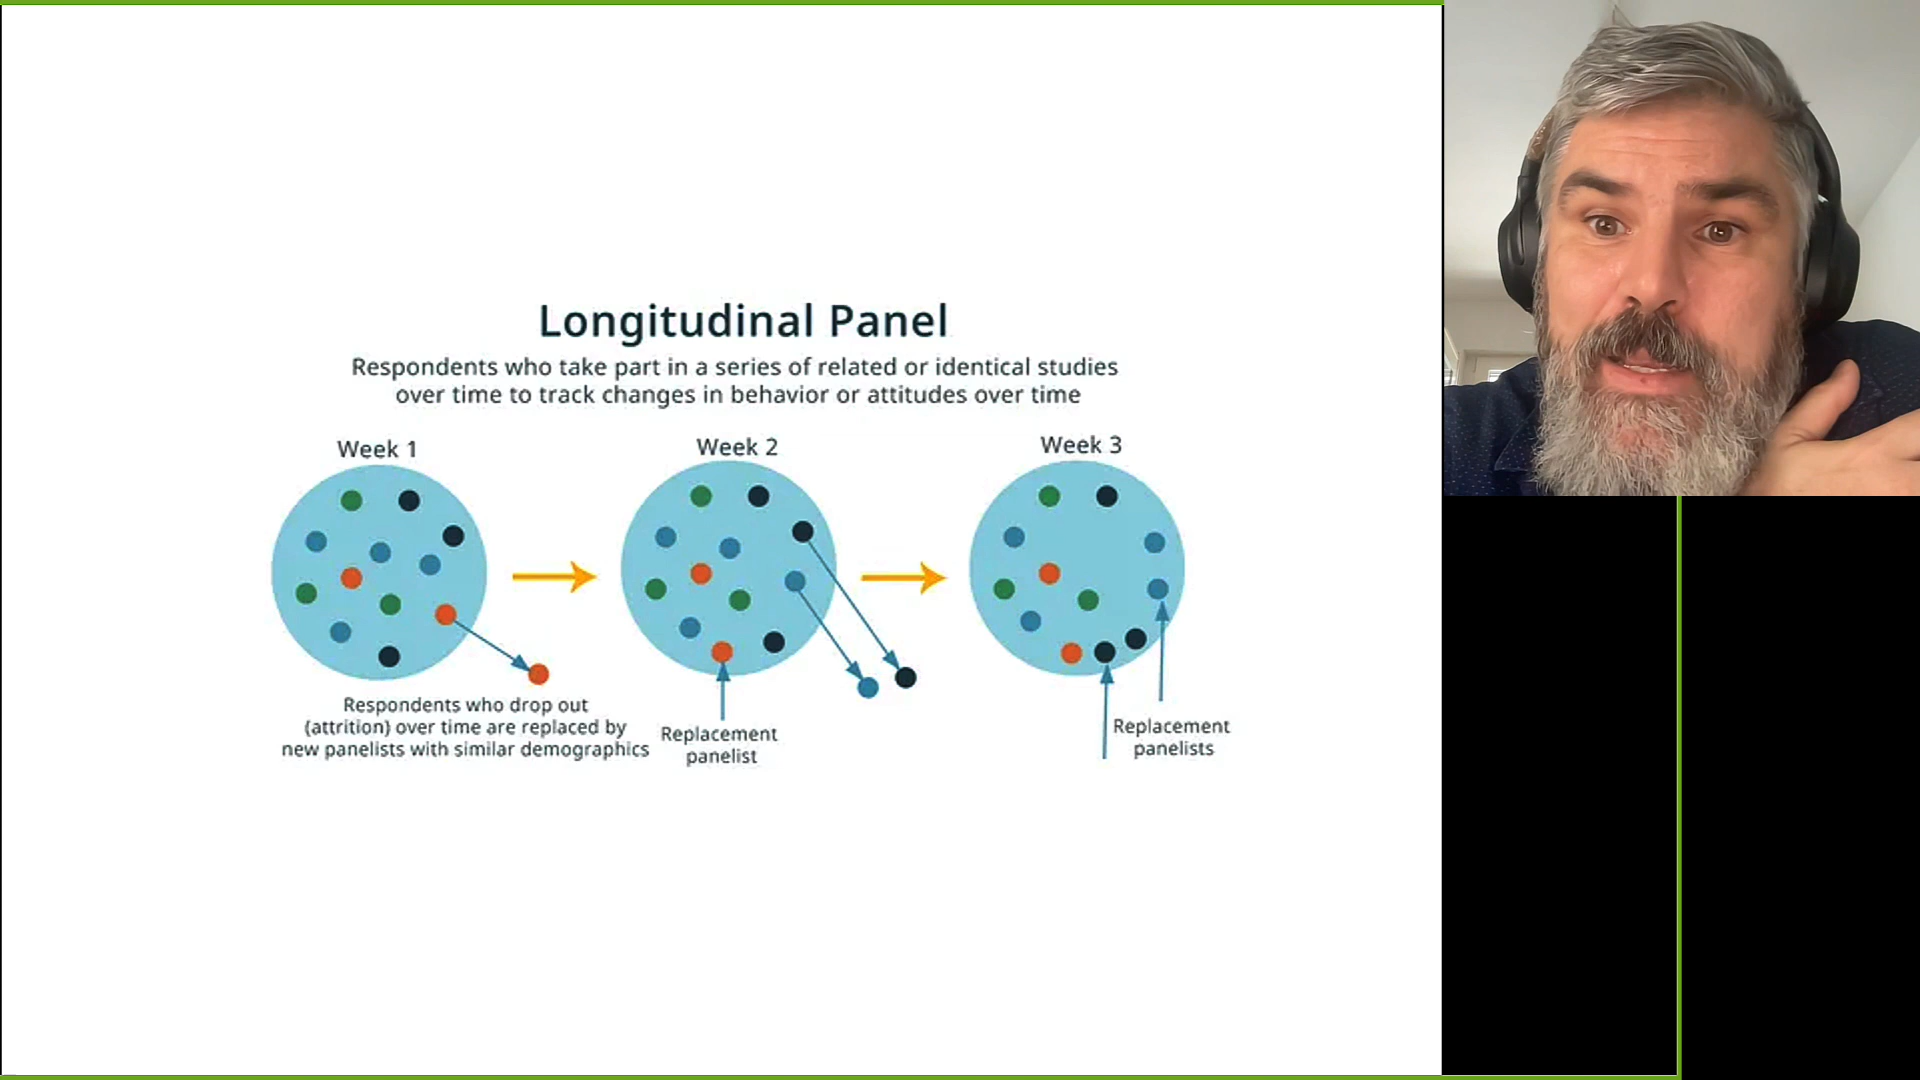 Longitudinal Panel
Respondents who take part in a series of related or identical studies
over time to track changes in behavior or attitudes over time
Week 1
Week 2
Week 3
Respondents who drop out
(attrition) over time are replaced by
new panelists with similar demographics
Replacement
panelist
Replacement
panelists